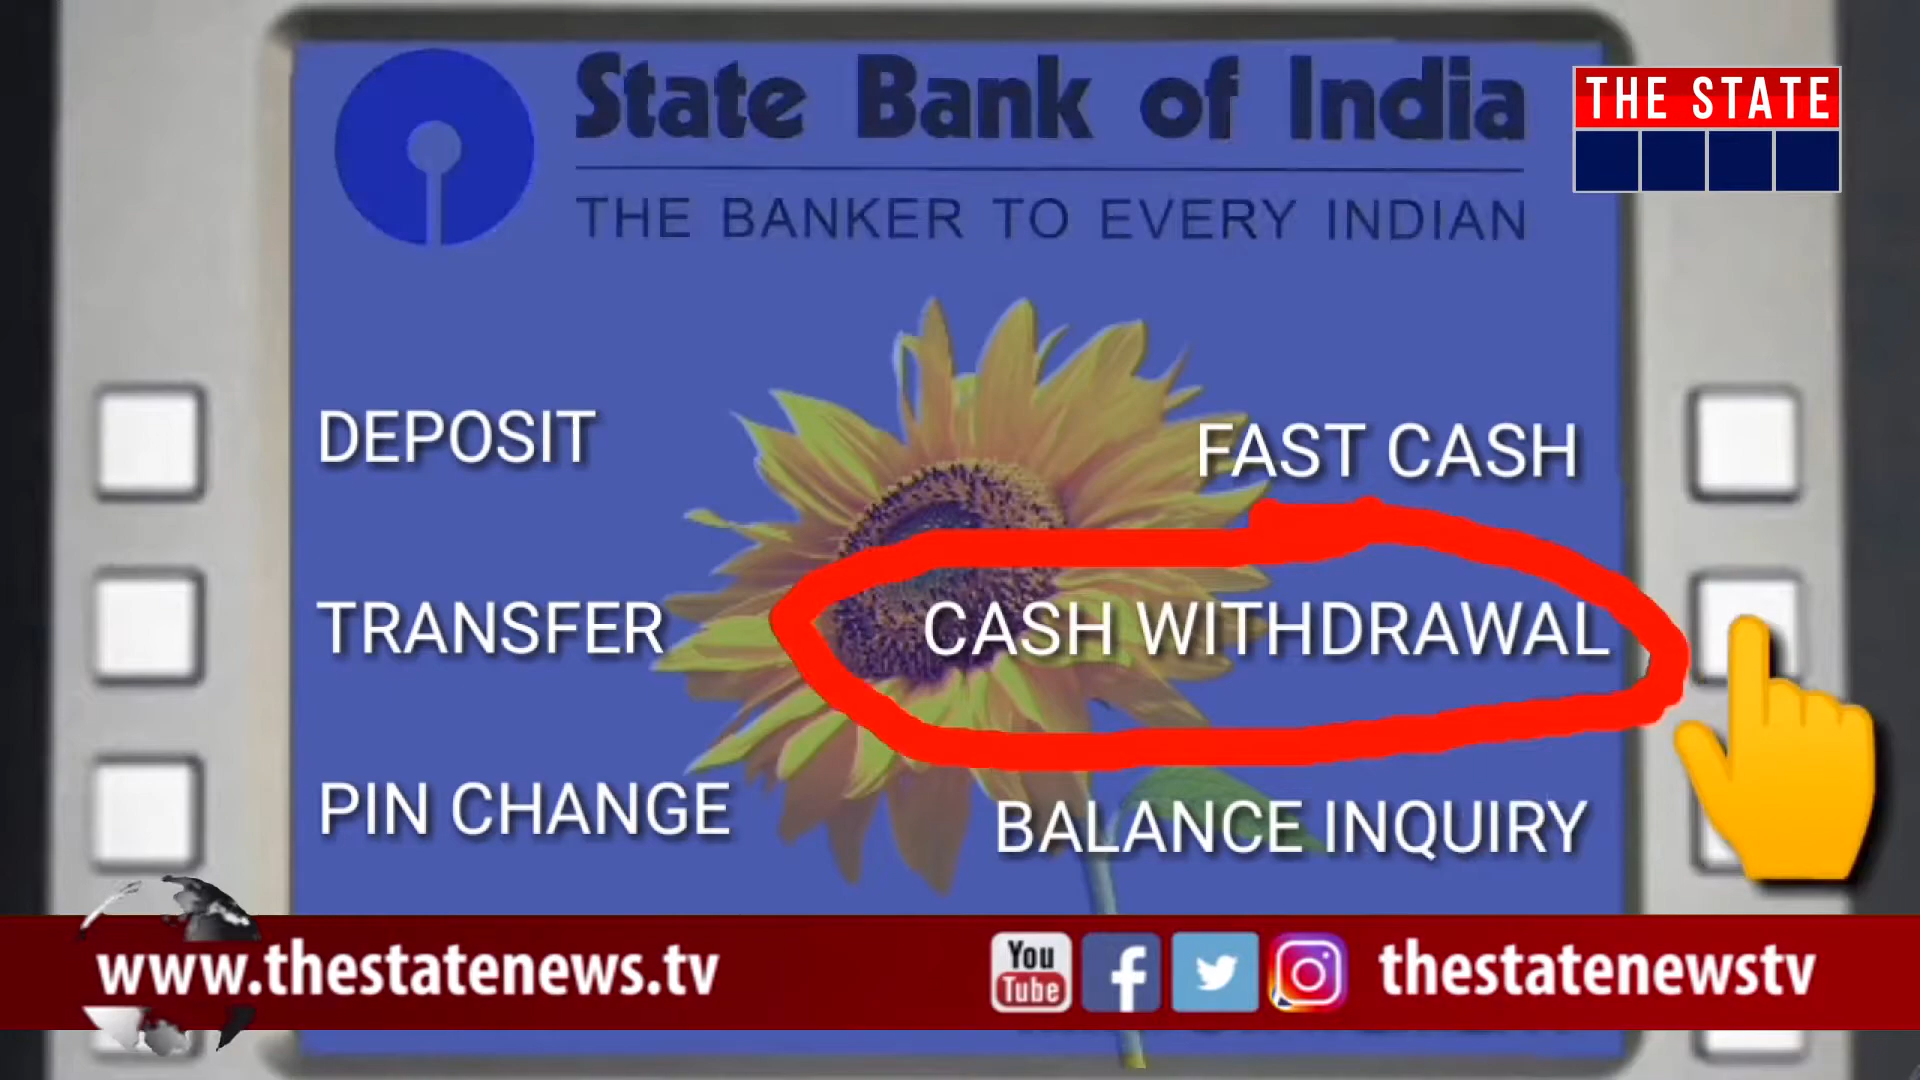 State Bank of India
THE BANKER TO EVERY INDIAN
THE STATE
DEPOSIT
FAST CASH
TRANSFER
CASH WITHDRAWAL
PIN CHANGE
BALANCE INQUIRY
www.thestatenews.tv
You
Tube
thestatenewstv